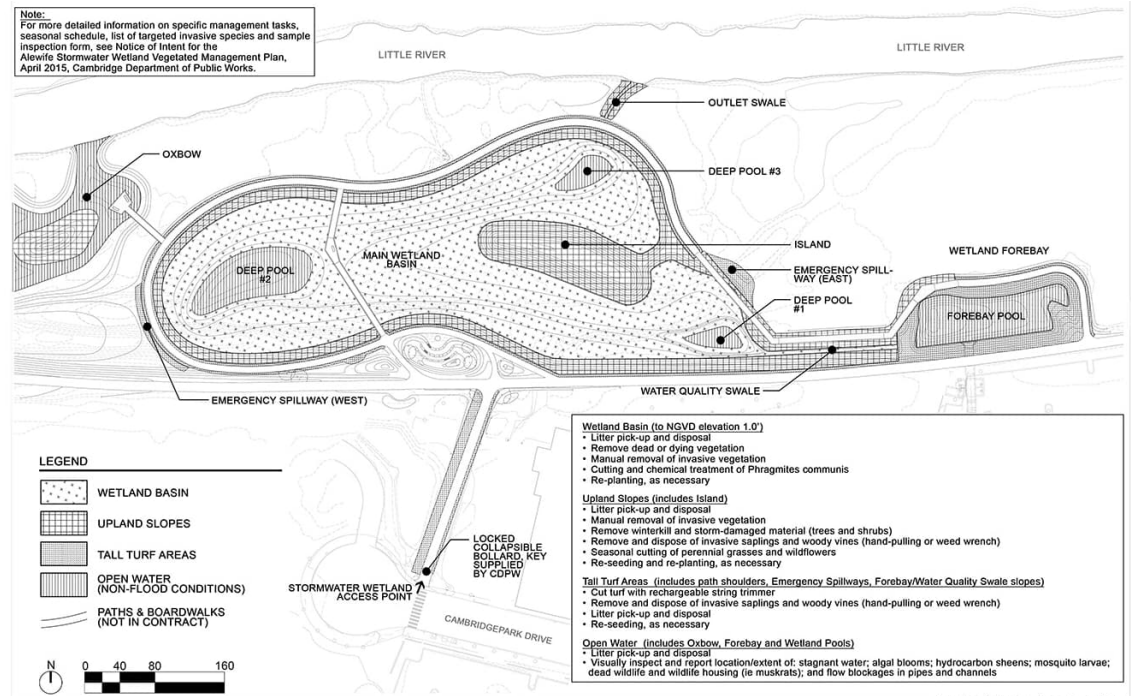 Note:
For more detailed information on specific management tasks,
seasonal schedule, list of targeted invasive species and sample
inspection form, see Notice of Intent for the
Alewife Stormwater Wetland Vegetated Management Plan,
April 2015, Cambridge Department of Public Works.
LITTLE RIVER
LITTLE RIVER
OUTLET SWALE
OXBOW
DEEP POOL #3
ISLAND
WETLAND FOREBAY
MAIN WETLAND
BASIN
DEEP POOL
#2
EMERGENCY SPILL-
WAY (EAST)
DEEP POOL
#1
FOREBAY POOL
WATER QUALITY SWALE
EMERGENCY SPILLWAY (WEST)
LEGEND
WETLAND BASIN
UPLAND SLOPES
TALL TURF AREAS
OPEN WATER
(NON-FLOOD CONDITIONS)
PATHS & BOARDWALKS
(NOT IN CONTRACT)
N
0 40 80 160
LOCKED
COLLAPSIBLE
BOLLARD, KEY
SUPPLIED
BY CDPW
STORMWATER WETLAND
ACCESS POINT
CAMBRIDGEPARK DRIVE
Wetland Basin (to NGVD elevation 1.0')
• Litter pick-up and disposal
• Remove dead or dying vegetation
• Manual removal of invasive vegetation
• Cutting and chemical treatment of Phragmites communis
• Re-planting, as necessary
Upland Slopes (includes Island)
• Litter pick-up and disposal
• Manual removal of invasive vegetation
• Remove winterkill and storm-damaged material (trees and shrubs)
• Remove and dispose of invasive saplings and woody vines (hand-pulling or weed wrench)
• Seasonal cutting of perennial grasses and wildflowers
• Re-seeding and re-planting, as necessary
Tall Turf Areas (includes path shoulders, Emergency Spillways, Forebay/Water Quality Swale slopes)
• Cut turf with rechargeable string trimmer
• Remove and dispose of invasive saplings and woody vines (hand-pulling or weed wrench)
• Litter pick-up and disposal
• Re-seeding, as necessary
Open Water (includes Oxbow, Forebay and Wetland Pools)
• Litter pick-up and disposal
• Visually inspect and report location/extent of: stagnant water; algal blooms; hydrocarbon sheens; mosquito larvae;
dead wildlife and wildlife housing (ie muskrats); and flow blockages in pipes and channels